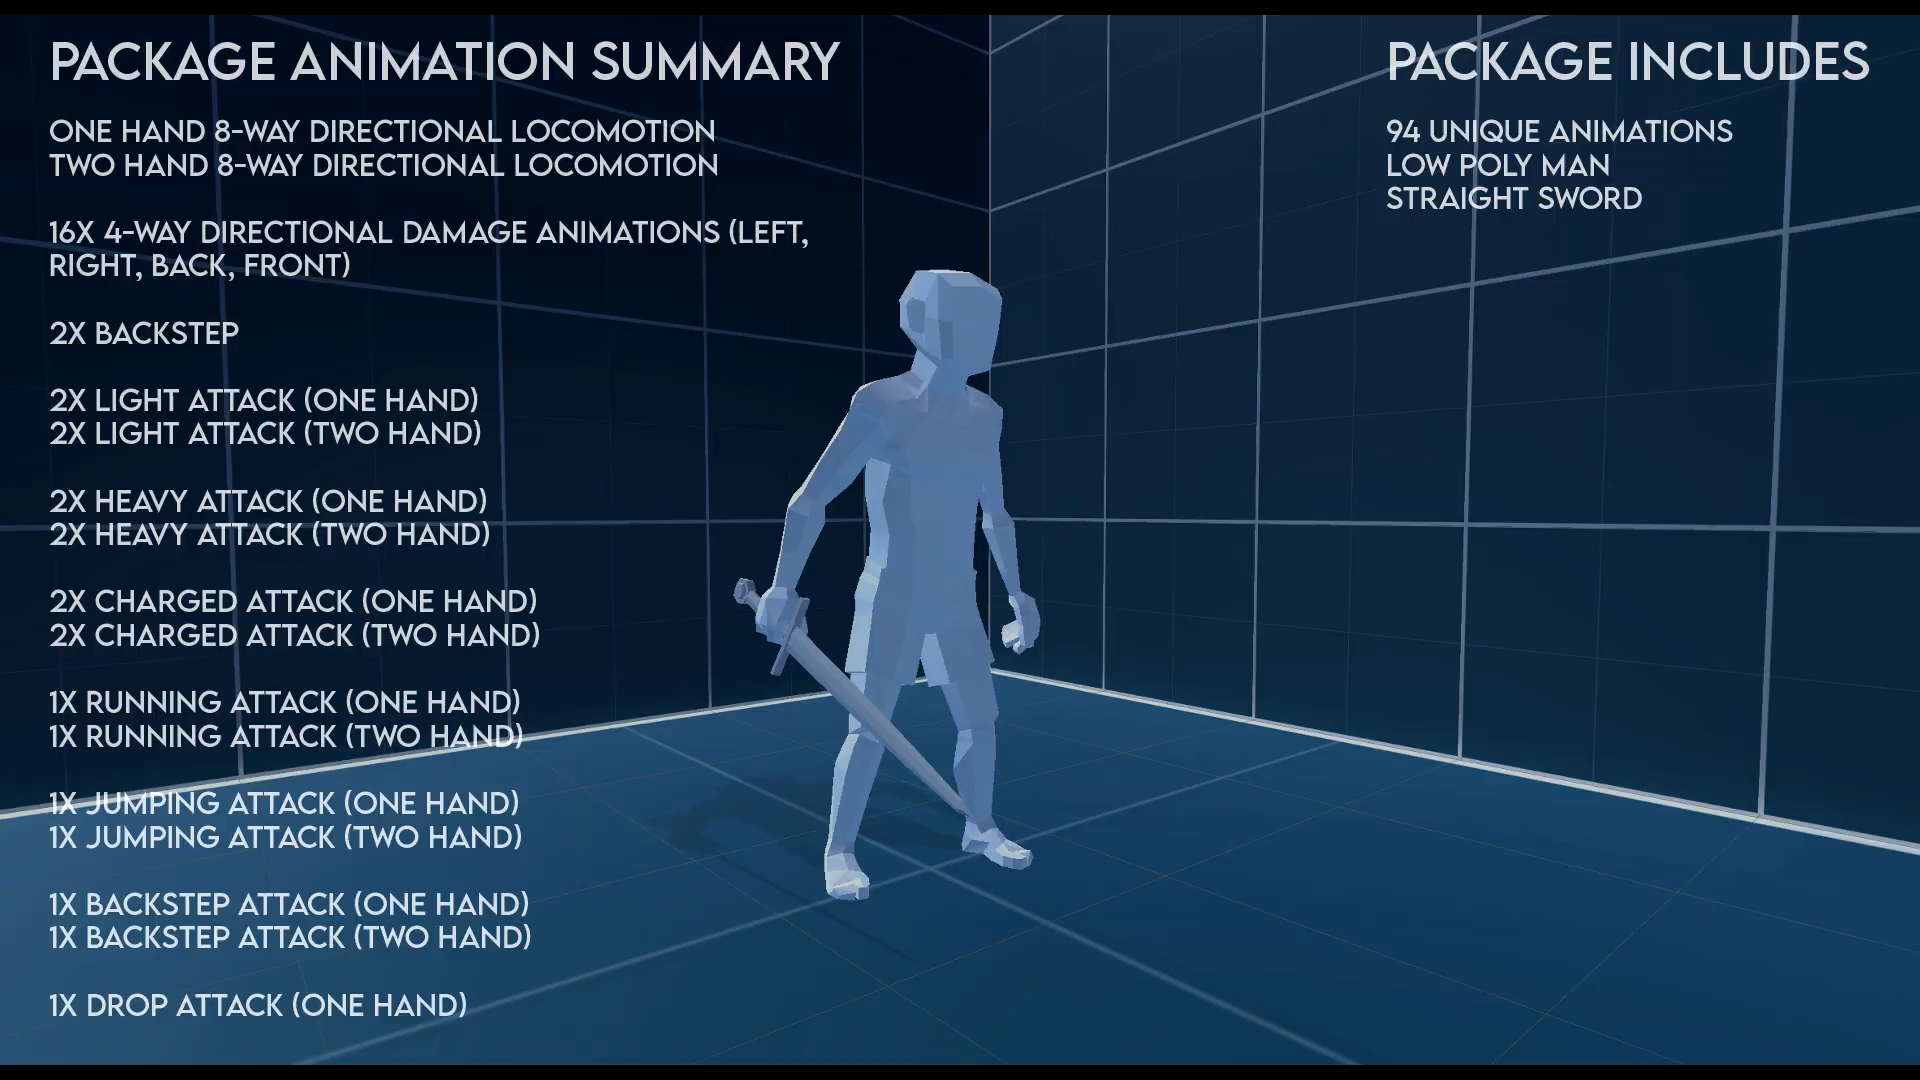 PACKAGE ANIMATION SUMMARY
ONE HAND 8-WAY DIRECTIONAL LOCOMOTION
TWO HAND 8-WAY DIRECTIONAL LOCOMOTION
16X 4-WAY DIRECTIONAL DAMAGE ANIMATIONS (LEFT,
RIGHT, BACK, FRONT)
2X BACKSTEP
2X LIGHT ATTACK (ONE HAND)
2X LIGHT ATTACK (TWO HAND)
2X HEAVY ATTACK (ONE HAND)
2X HEAVY ATTACK (TWO HAND)
2X CHARGED ATTACK (ONE HAND)
2X CHARGED ATTACK (TWO HAND)
1X RUNNING ATTACK (ONE HAND)
1X RUNNING ATTACK (TWO HAND)
1X JUMPING ATTACK (ONE HAND)
1X JUMPING ATTACK (TWO HAND)
1X BACKSTEP ATTACK (ONE HAND)
1X BACKSTEP ATTACK (TWO HAND)
1X DROP ATTACK (ONE HAND)
PACKAGE INCLUDES
94 UNIQUE ANIMATIONS
LOW POLY MAN
STRAIGHT SWORD